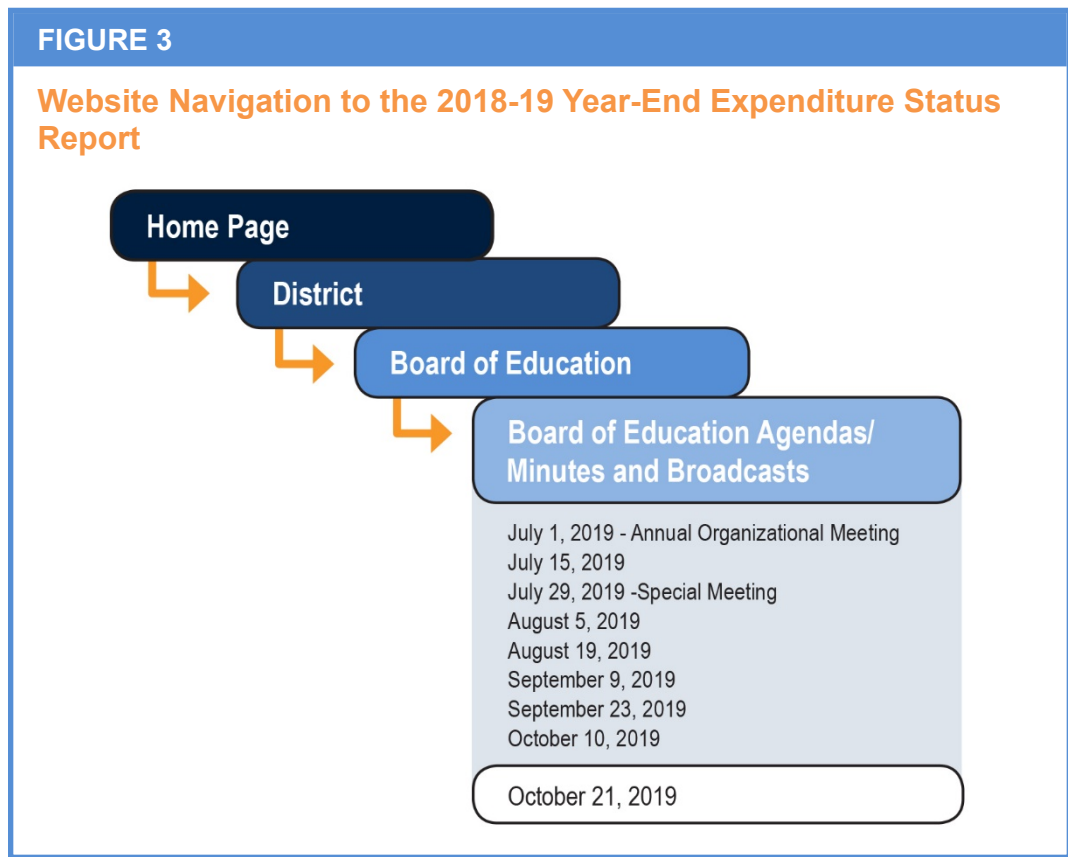 FIGURE 3
Website Navigation to the 2018-19 Year-End Expenditure Status
Report
Home Page
District
Board of Education
Board of Education Agendas/
Minutes and Broadcasts
July 1, 2019 - Annual Organizational Meeting
July 15, 2019
July 29, 2019 -Special Meeting
August 5, 2019
August 19, 2019
September 9, 2019
September 23, 2019
October 10, 2019
October 21, 2019